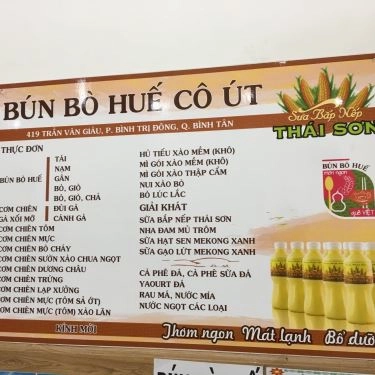 BÚN BÒ HUẾ CÔ ÚT
419 TRẦN VĂN GIÀU, P. BÌNH TRỊ ĐÔNG, Q. BÌNH TÂN
Sữa Bắp Nếp
THÁI SƠN
THỰC ĐƠN
BÚN BÒ HUẾ
TÁI
NẠM
GÂN
BÒ, GIÒ
BÒ, GIÒ, CHẢ
CƠM CHIÊN
GÀ XỐI MỠ
ĐÙI GÀ
CÁNH GÀ
CƠM CHIÊN TÔM
CƠM CHIÊN MỰC
CƠM CHIÊN BÒ CHÁY
CƠM CHIÊN SƯỜN XÀO CHUA NGỌT
CƠM CHIÊN DƯƠNG CHÂU
CƠM CHIÊN TRỨNG
CƠM CHIÊN LẠP XƯỞNG
CƠM CHIÊN MỰC (TÔM SẢ ỚT)
CƠM CHIÊN MỰC (TÔM) XÀO LĂN
KÍNH MỜI
HỦ TIẾU XÀO MỀM (KHÔ)
MÌ GÓI XÀO MỀM (KHÔ)
MÌ GÓI XÀO THẬP CẨM
NUI XÀO BÒ
BÒ LÚC LẮC
GIẢI KHÁT
SỮA BẮP NẾP THÁI SƠN
NHA ĐAM MỦ TRÔM
SỮA HẠT SEN MEKONG XANH
SỮA GẠO LỨT MEKONG XANH
CÀ PHÊ ĐÁ, CÀ PHÊ SỮA ĐÁ
YAOURT ĐÁ
RAU MÁ, NƯỚC MÍA
NƯỚC NGỌT CÁC LOẠI
BÚN BÒ HUẾ
món ngon
quê VIỆT
Thơm ngon Mát lạnh Bổ dưỡ